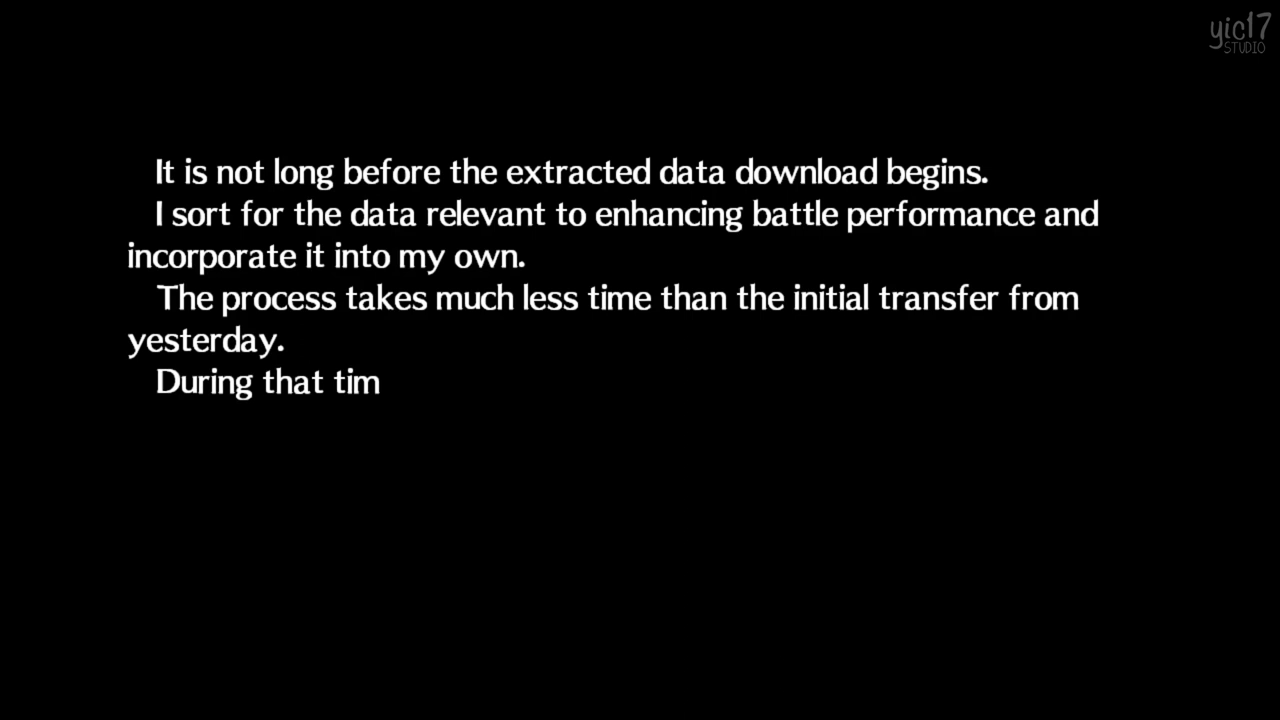 yic17
STUDIO
It is not long before the extracted data download begins.
I sort for the data relevant to enhancing battle performance and
incorporate it into my own.
The process takes much less time than the initial transfer from
yesterday.
During that tim